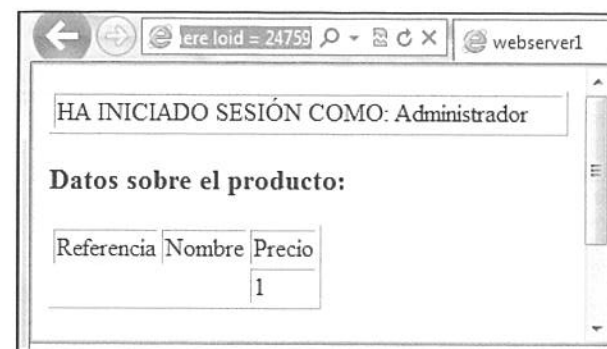 ere loid = 24759
webserver1
HA INICIADO SESIÓN COMO: Administrador
Datos sobre el producto:
Referencia Nombre Precio
1